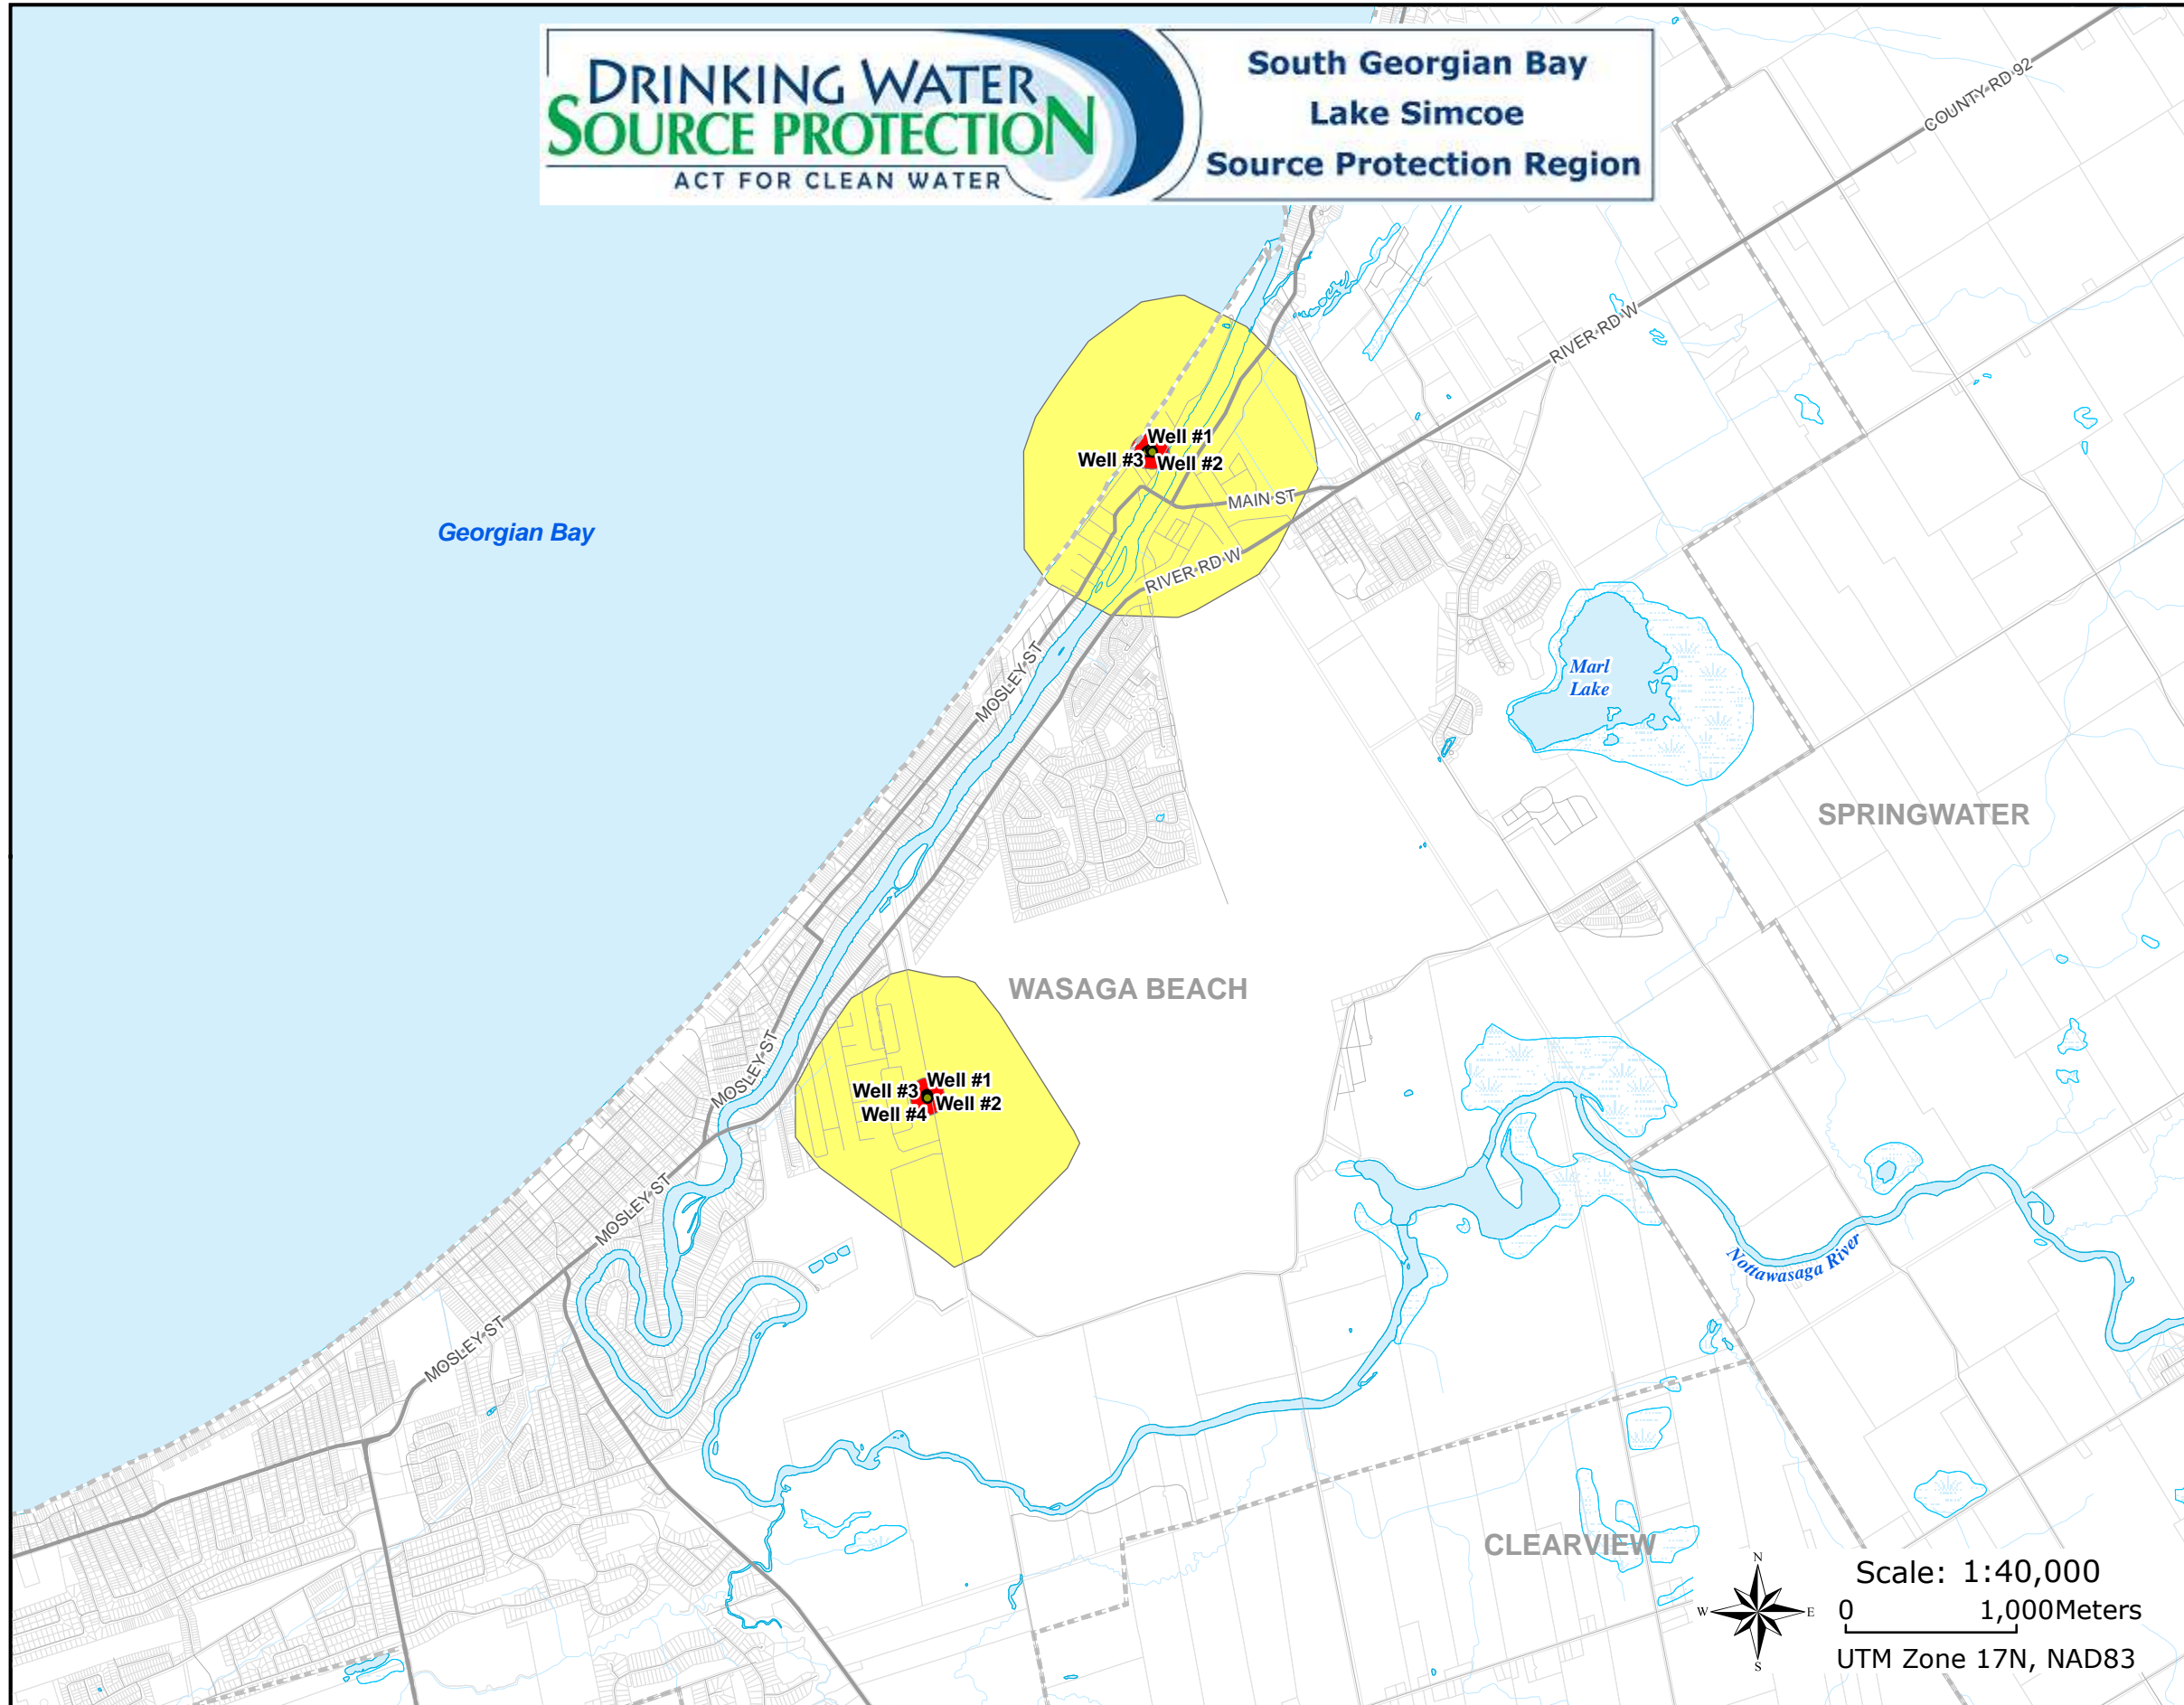 DRINKING WATER
SOURCE PROTECTION
ACT FOR CLEAN WATER
South Georgian Bay
Lake Simcoe
Source Protection Region
COUNTY RD 92
RIVER RD W
Well #1
Well #3
Well #2
MAIN ST
Georgian Bay
RIVER RD W
MOSLEY ST
Marl
Lake
SPRINGWATER
WASAGA BEACH
MOSLEY ST
Well #1
Well #3
Well #2
Well #4
MOSLEY ST
Nottawasaga River
MOSLEY ST
CLEARVIEW
N
W
E
S
Scale: 1:40,000
0 1,000Meters
UTM Zone 17N, NAD83